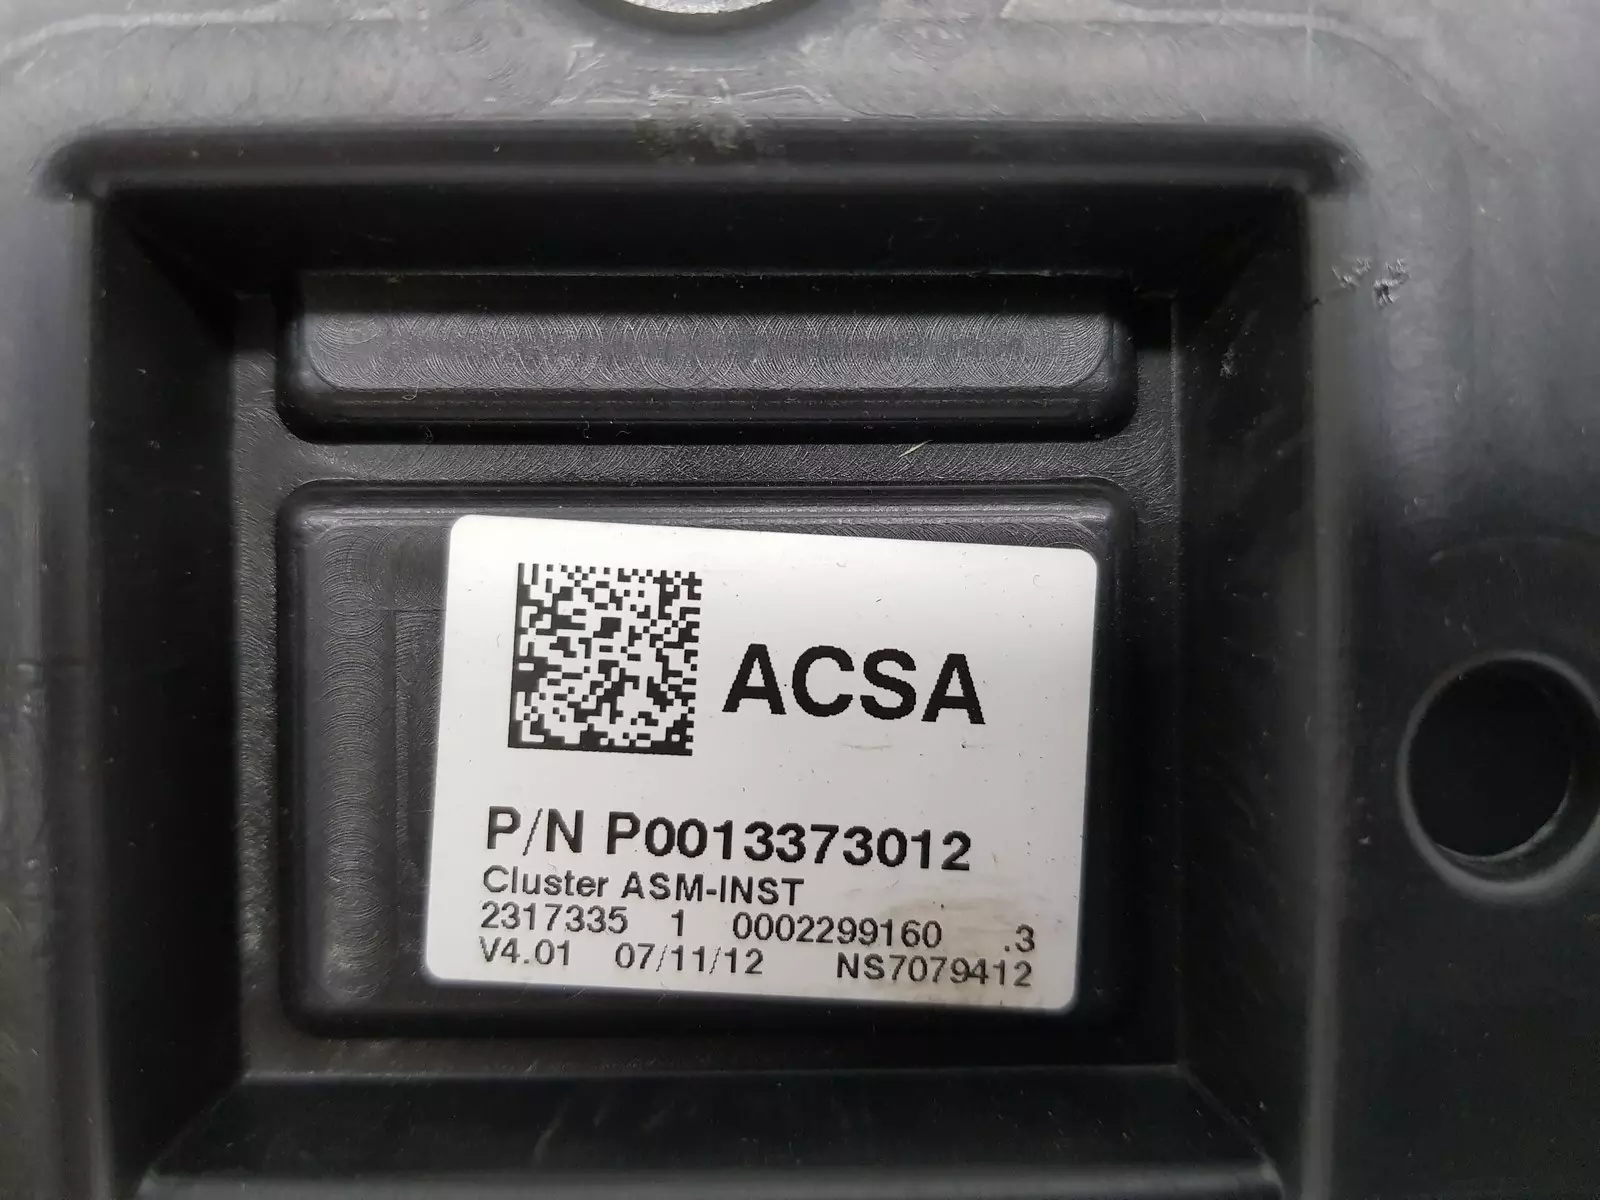 ACSA
P/N P0013373012
Cluster ASM-INST
2317335 1 0002299160 .3
V4.01 07/11/12 NS7079412